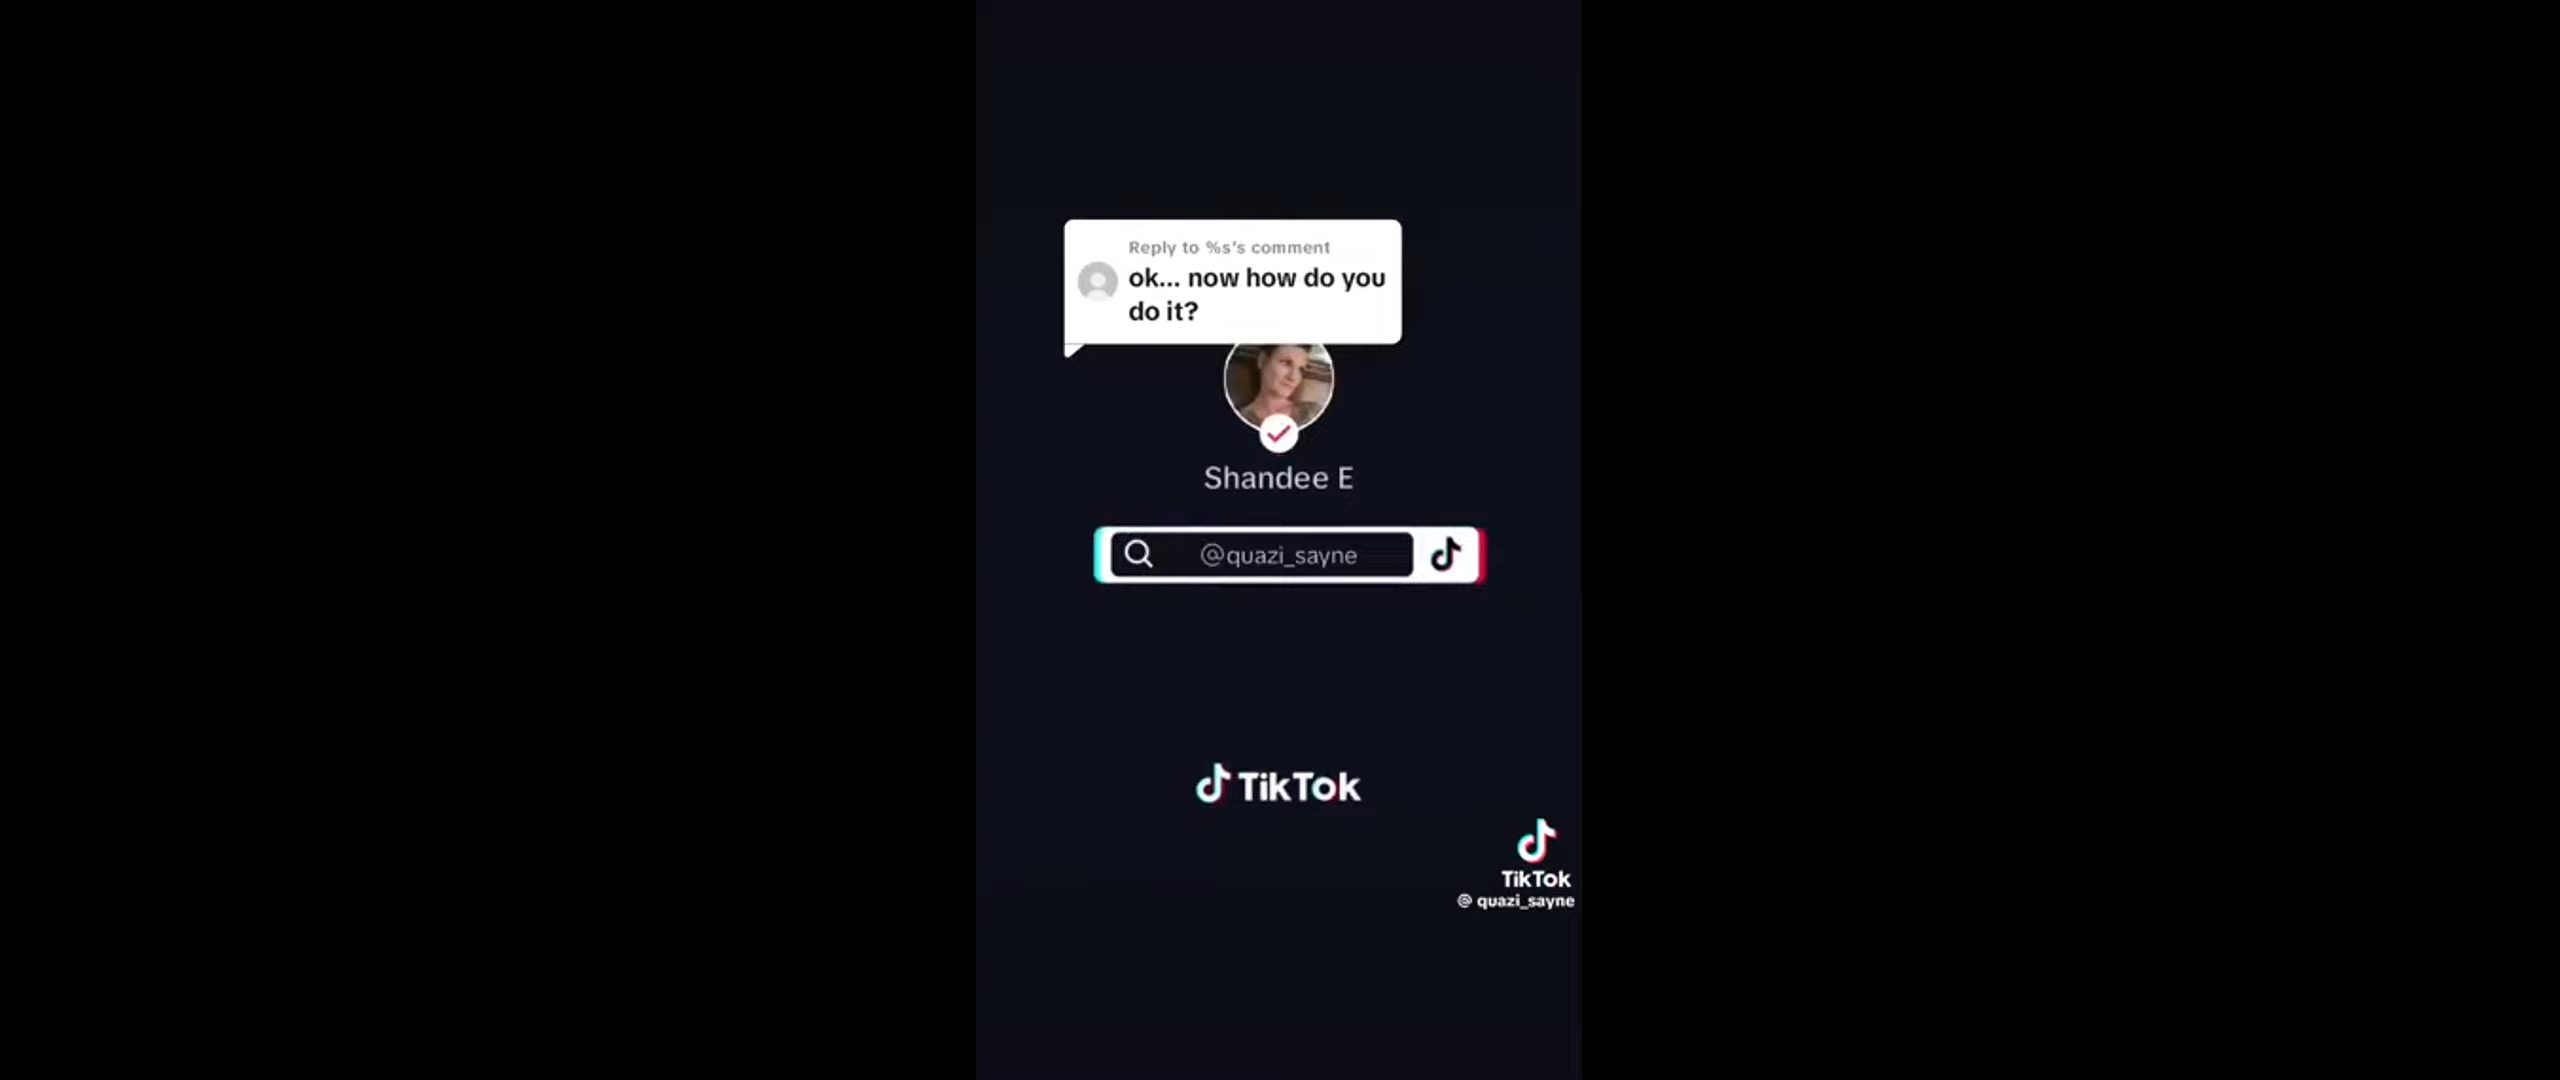 Reply to %s's comment
ok... now how do you
do it?
Shandee E
@quazi_sayne
TikTok
TikTok
@ quazi_sayne